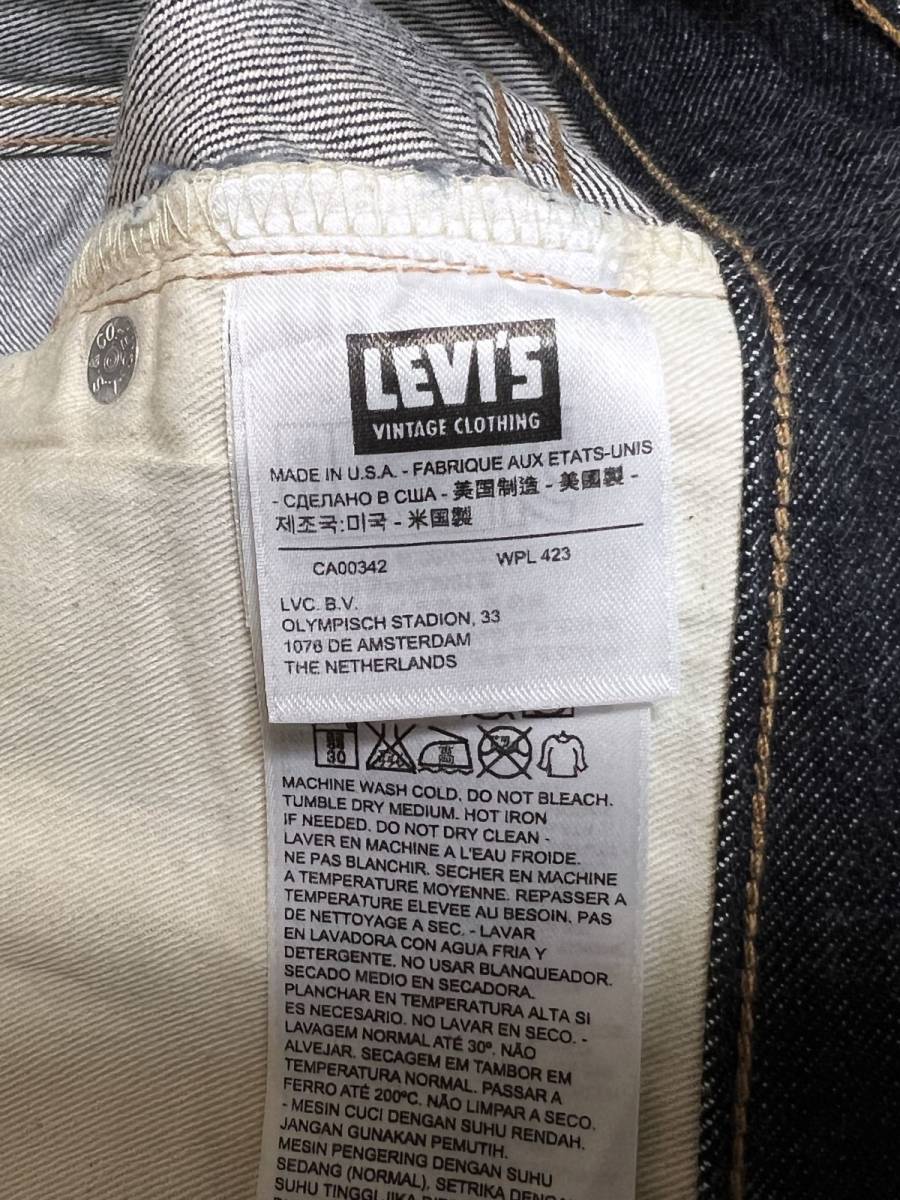 LEVI'S
VINTAGE CLOTHING
MADE IN U.S.A. - FABRIQUE AUX ETATS-UNIS
- СДЕЛАНО В США - 美国制造 - 美國製 -
제조국:미국 - 米国製
CA00342 WPL 423
LVC. B.V.
OLYMPISCH STADION, 33
1076 DE AMSTERDAM
THE NETHERLANDS
30
MACHINE WASH COLD. DO NOT BLEACH.
TUMBLE DRY MEDIUM. HOT IRON
IF NEEDED. DO NOT DRY CLEAN -
LAVER EN MACHINE A L'EAU FROIDE.
NE PAS BLANCHIR. SECHER EN MACHINE
A TEMPERATURE MOYENNE. REPASSER A
TEMPERATURE ELEVEE AU BESOIN. PAS
DE NETTOYAGE A SEC. - LAVAR
EN LAVADORA CON AGUA FRIA Y
DETERGENTE. NO USAR BLANQUEADOR.
SECADO MEDIO EN SECADORA.
PLANCHAR EN TEMPERATURA ALTA SI
ES NECESARIO. NO LAVAR EN SECO. -
LAVAGEM NORMAL ATÉ 30º. NÃO
ALVEJAR. SECAGEM EM TAMBOR EM
TEMPERATURA NORMAL. PASSAR A
FERRO ATÉ 200ºC. NÃO LIMPAR A SECO.
- MESIN CUCI DENGAN SUHU RENDAH.
JANGAN GUNAKAN PEMUTIH.
MESIN PENGERING DENGAN SUHU
SEDANG (NORMAL). SETRIKA DENGAN
SUHU TINGGI JIKA